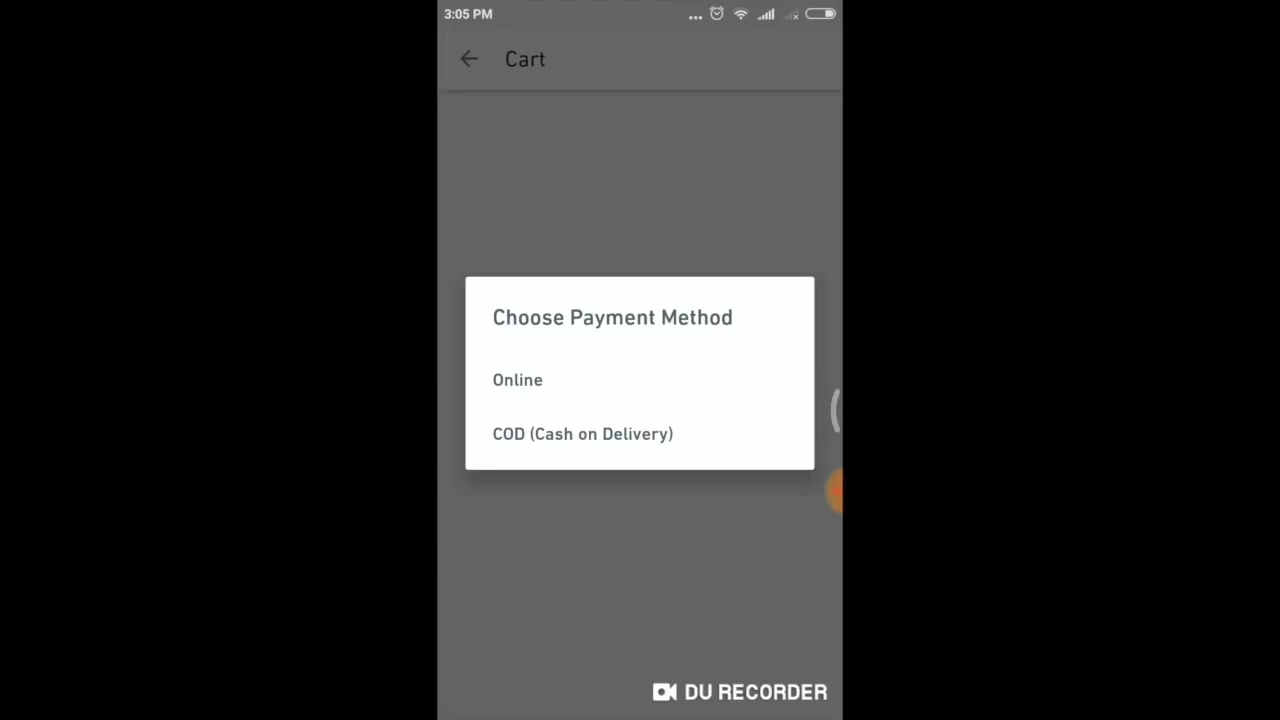 3:05 PM
Cart
Choose Payment Method
Online
COD (Cash on Delivery)
DU RECORDER